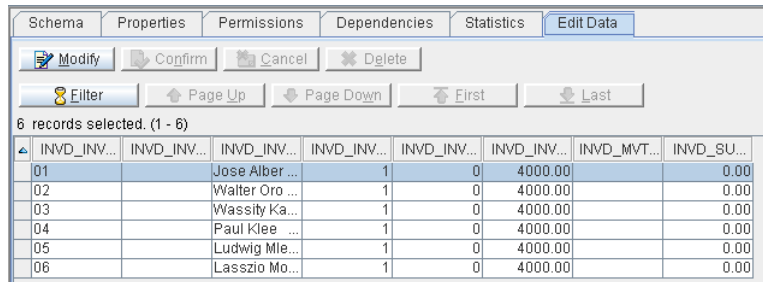 Schema Properties Permissions Dependencies Statistics Edit Data
Modify Confirm Cancel Delete
Filter Page Up Page Down First Last
6 records selected. (1 - 6)
INVD_INV... INVD_INV... INVD_INV... INVD_INV... INVD_INV... INVD_INV... INVD_MVT... INVD_SU...
01 Jose Alber ... 1 0 4000.00 0.00
02 Walter Oro ... 1 0 4000.00 0.00
03 Wassity Ka... 1 0 4000.00 0.00
04 Paul Klee ... 1 0 4000.00 0.00
05 Ludwig Mle... 1 0 4000.00 0.00
06 Lasszio Mo... 1 0 4000.00 0.00